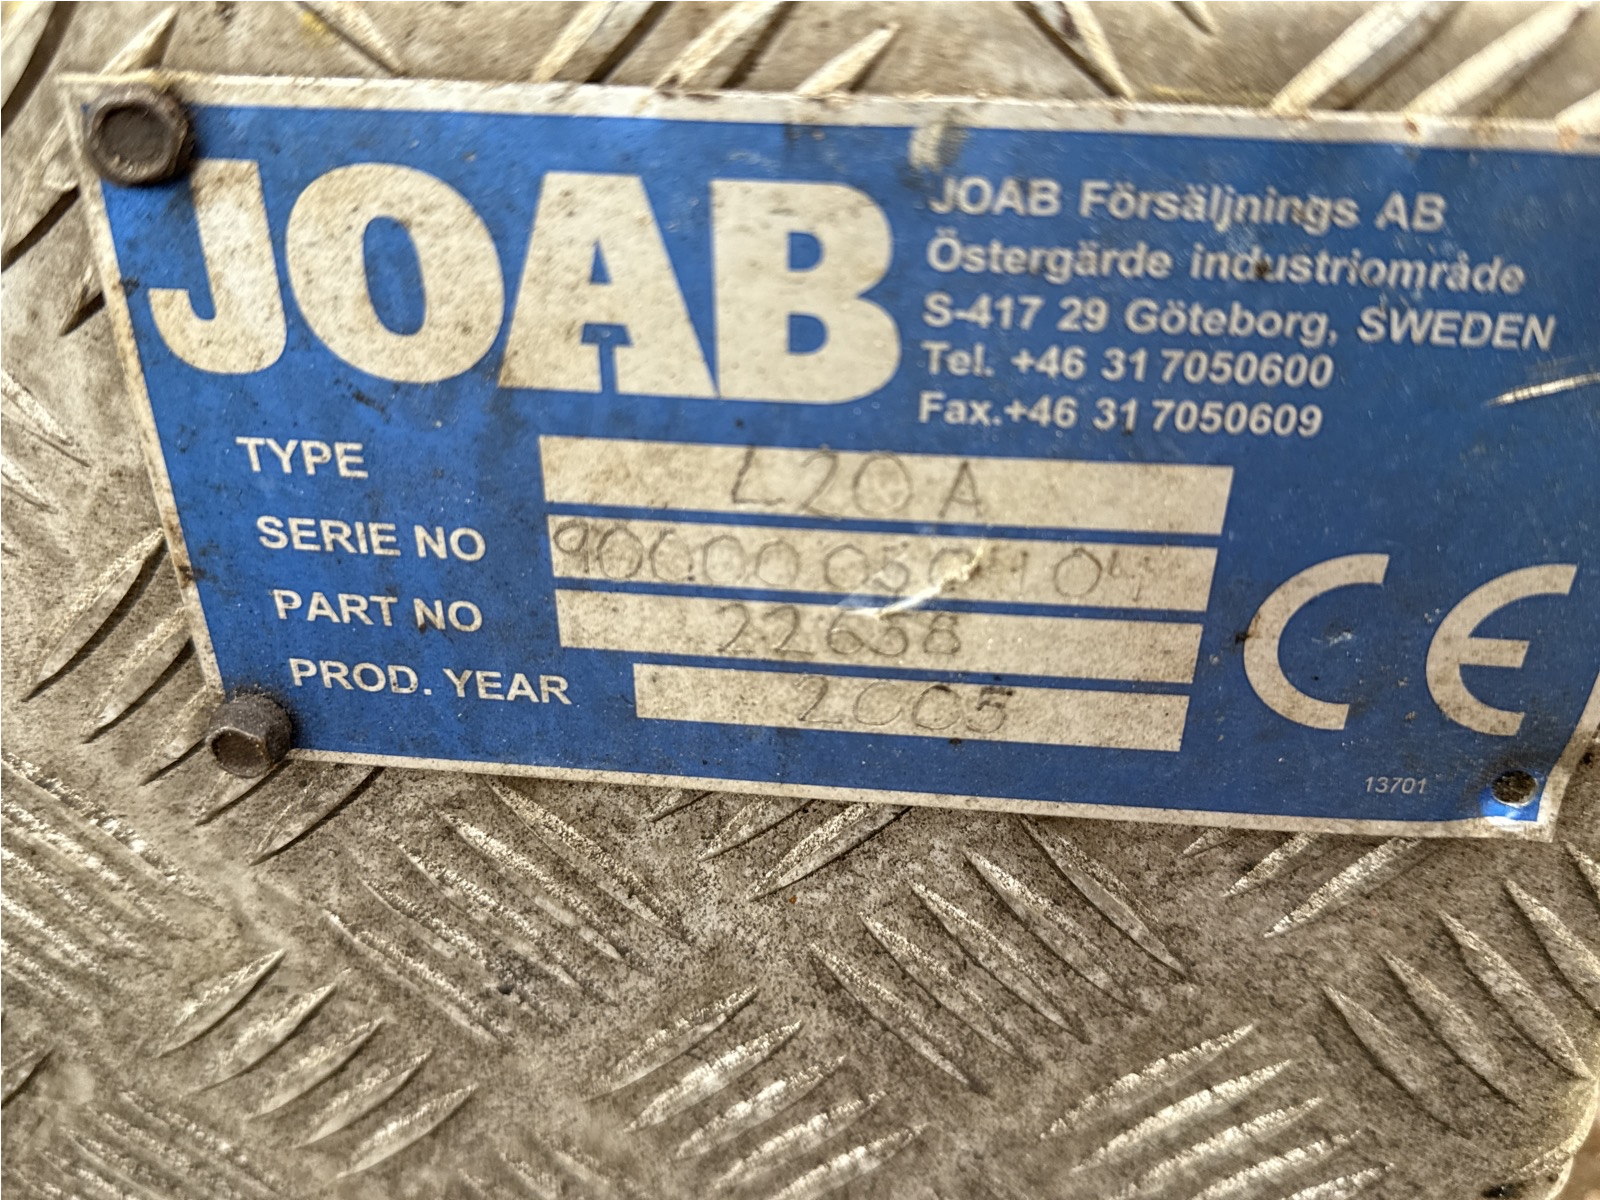 JOAB
JOAB Försäljnings AB
Östergärde industriområde
S-417 29 Göteborg, SWEDEN
Tel. +46 31 7050600
Fax.+46 31 7050609
TYPE L20 A
SERIE NO
PART NO 22658
PROD. YEAR 2005
CE
13701